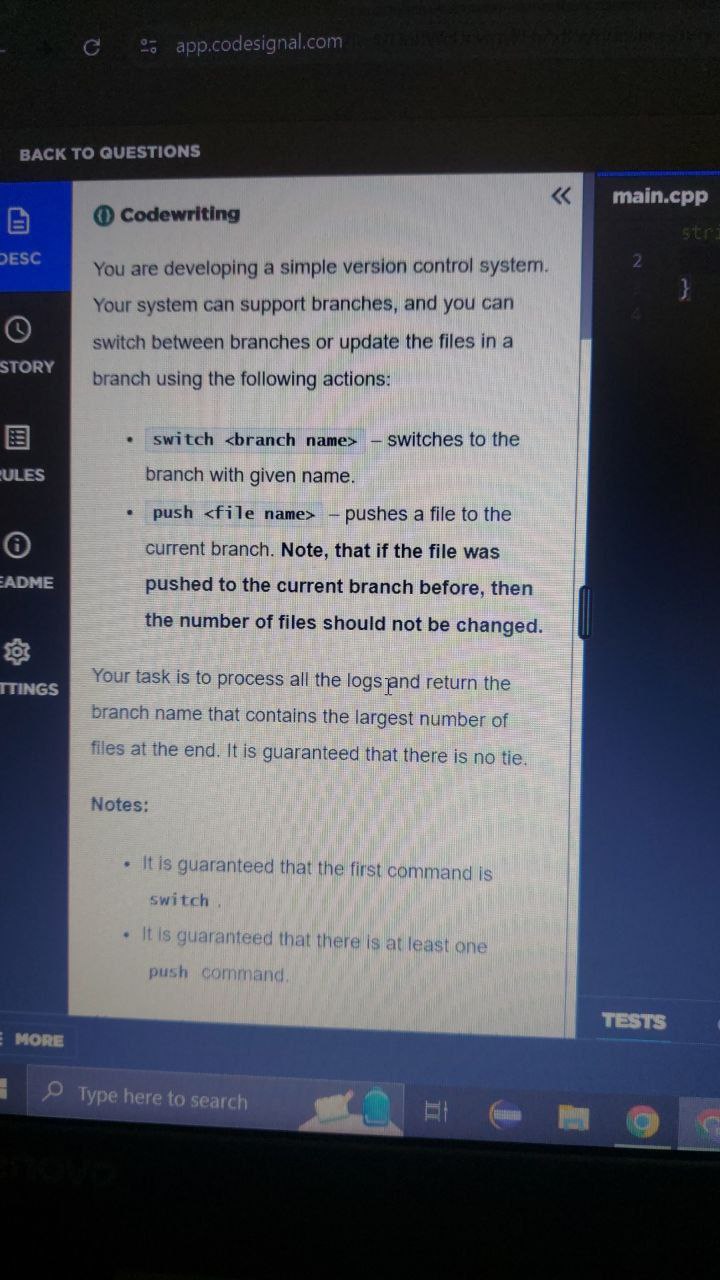 app.codesignal.com
BACK TO QUESTIONS
Codewriting
main.cpp
DESC
You are developing a simple version control system.
Your system can support branches, and you can
switch between branches or update the files in a
branch using the following actions:
2
}
4
STORY
• switch <branch name> – switches to the
branch with given name.
• push <file name> – pushes a file to the
current branch. Note, that if the file was
pushed to the current branch before, then
the number of files should not be changed.
ULES
EADME
TTINGS
Your task is to process all the logs and return the
branch name that contains the largest number of
files at the end. It is guaranteed that there is no tie.
Notes:
• It is guaranteed that the first command is
switch .
• It is guaranteed that there is at least one
push command.
TESTS
MORE
Type here to search